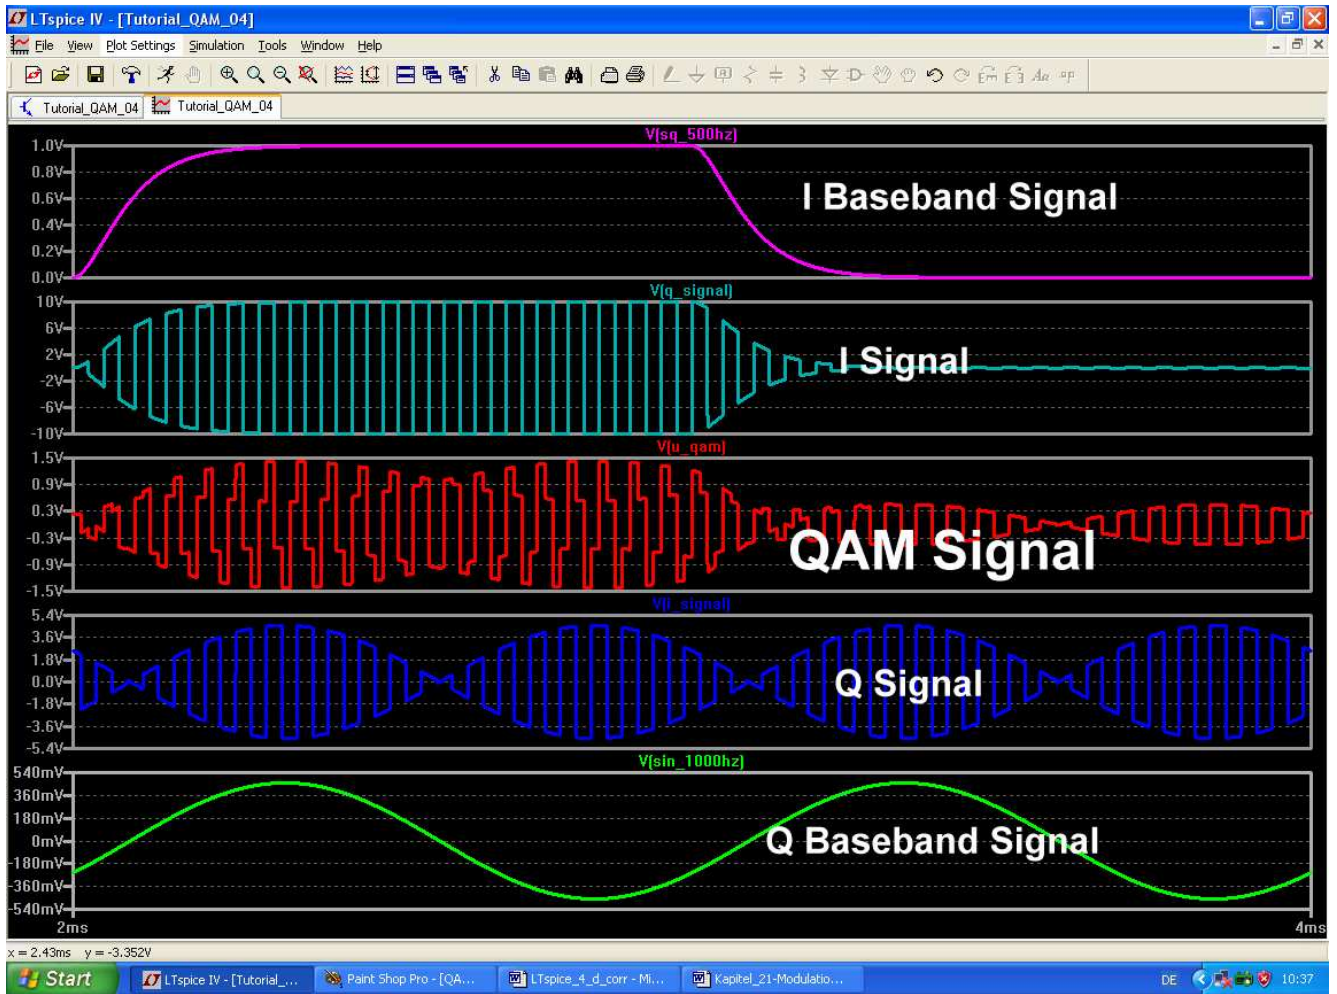 LTspice IV - [Tutorial_QAM_04]
File View Plot Settings Simulation Tools Window Help
Tutorial_QAM_04 Tutorial_QAM_04
V(sq_500hz)
1.0V
0.8V
0.6V
0.4V
0.2V
0.0V
I Baseband Signal
V(q_signal)
10V
6V
2V
-2V
-6V
-10V
I Signal
V(u_qam)
1.5V
0.9V
0.3V
-0.3V
-0.9V
-1.5V
QAM Signal
V(i_signal)
5.4V
3.6V
1.8V
0.0V
-1.8V
-3.6V
-5.4V
Q Signal
V(sin_1000hz)
540mV
360mV
180mV
0mV
-180mV
-360mV
-540mV
Q Baseband Signal
2ms 4ms
x = 2.43ms y = -3.352V
Start LTspice IV - [Tutorial_... Paint Shop Pro - [QA... LTspice_4_d_corr - Mi... Kapitel_21-Modulatio... DE 10:37